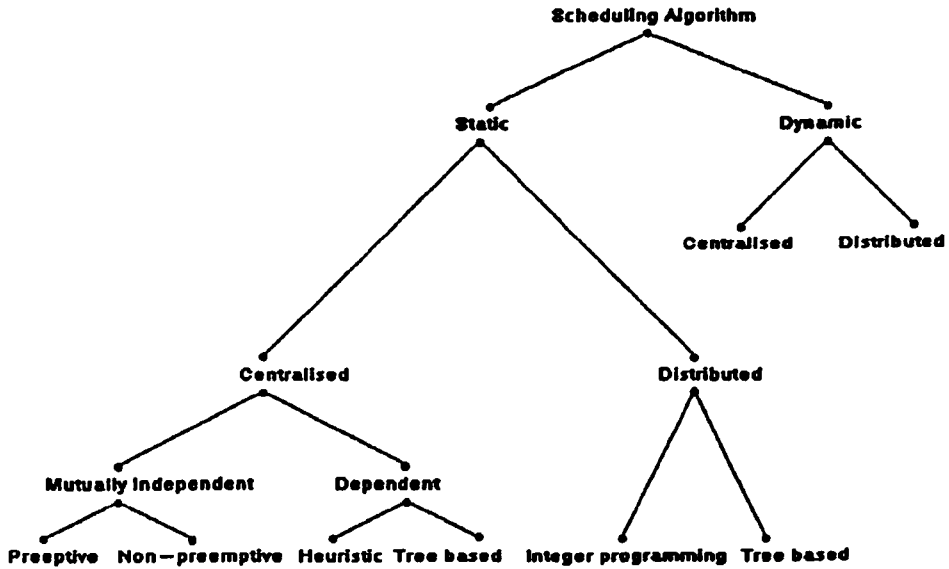 Scheduling Algorithm
Static
Dynamic
Centralised
Distributed
Centralised
Distributed
Mutually Independent
Dependent
Preeptive
Non-preemptive
Heuristic
Tree based
Integer programming
Tree based